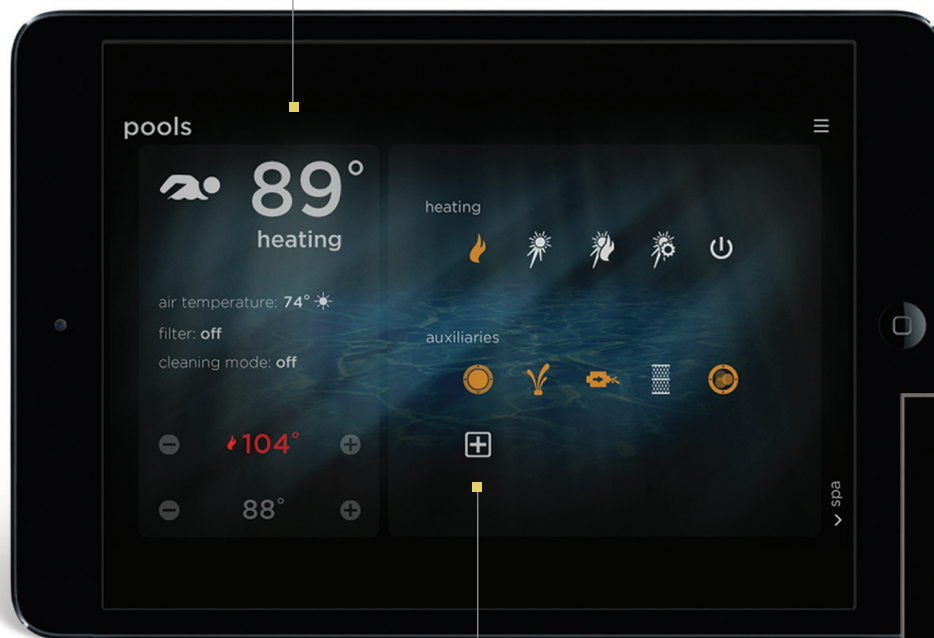 pools
89°
heating
air temperature: 74°
filter: off
cleaning mode: off
104°
88°
heating
auxiliaries
spa